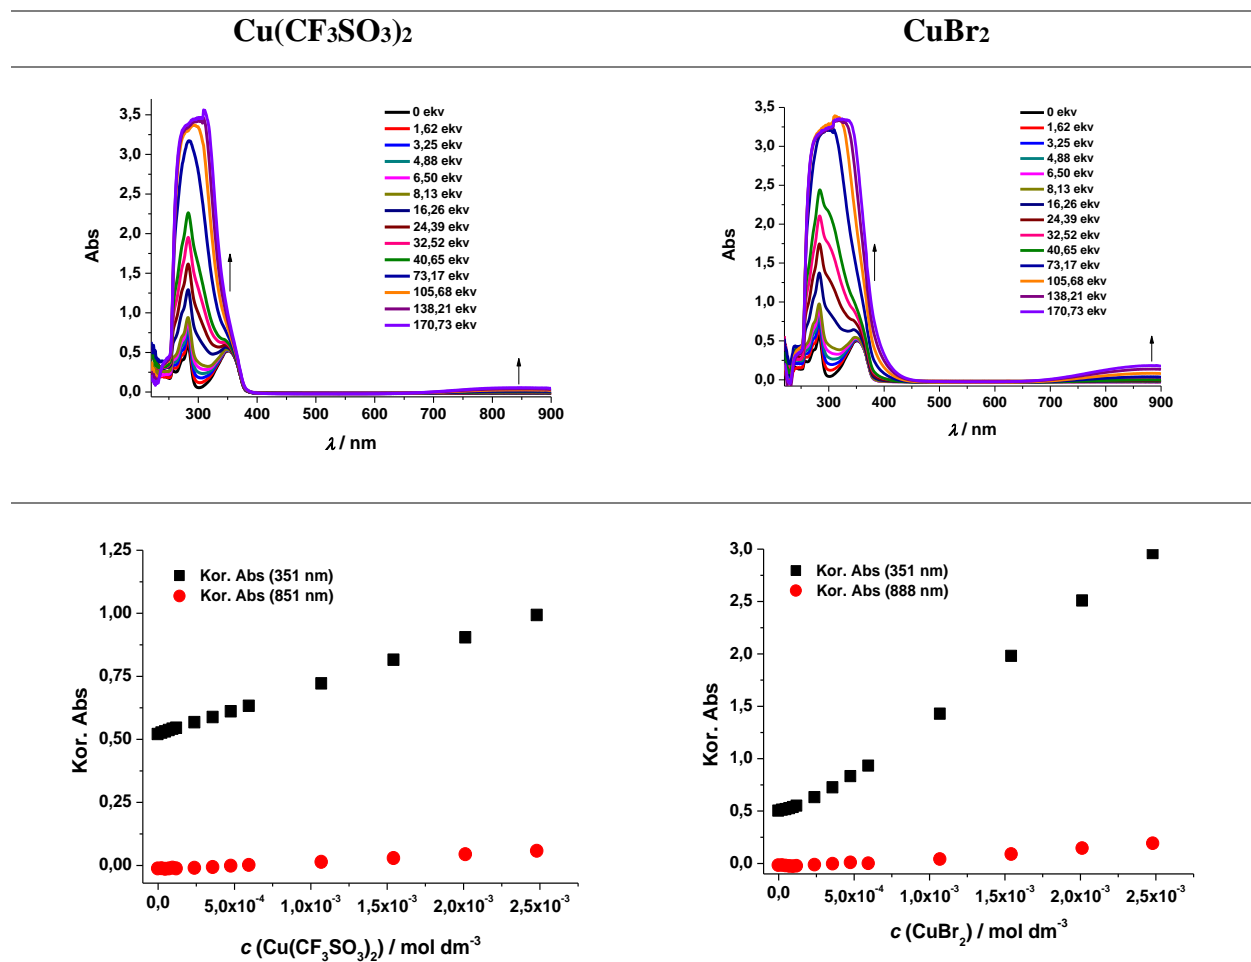 Cu(CF3SO3)2
CuBr2
3,5
3,0
2,5
2,0
1,5
1,0
0,5
0,0
Abs
300 400 500 600 700 800 900
λ / nm
0 ekv
1,62 ekv
3,25 ekv
4,88 ekv
6,50 ekv
8,13 ekv
16,26 ekv
24,39 ekv
32,52 ekv
40,65 ekv
73,17 ekv
105,68 ekv
138,21 ekv
170,73 ekv
3,5
3,0
2,5
2,0
1,5
1,0
0,5
0,0
Abs
300 400 500 600 700 800 900
λ / nm
0 ekv
1,62 ekv
3,25 ekv
4,88 ekv
6,50 ekv
8,13 ekv
16,26 ekv
24,39 ekv
32,52 ekv
40,65 ekv
73,17 ekv
105,68 ekv
138,21 ekv
170,73 ekv
1,25
1,00
0,75
0,50
0,25
0,00
Kor. Abs
Kor. Abs (351 nm)
Kor. Abs (851 nm)
0,0 5,0x10-4 1,0x10-3 1,5x10-3 2,0x10-3 2,5x10-3
c (Cu(CF3SO3)2) / mol dm-3
3,0
2,5
2,0
1,5
1,0
0,5
0,0
Kor. Abs
Kor. Abs (351 nm)
Kor. Abs (888 nm)
0,0 5,0x10-4 1,0x10-3 1,5x10-3 2,0x10-3 2,5x10-3
c (CuBr2) / mol dm-3